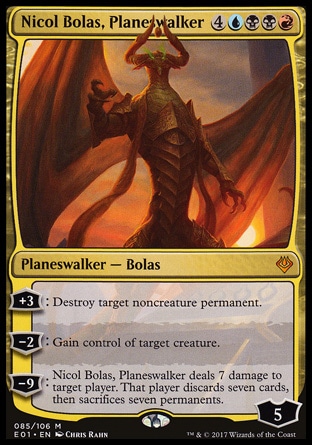 Nicol Bolas, Planeswalker 4
Planeswalker — Bolas
+3: Destroy target noncreature permanent.
-2: Gain control of target creature.
-9: Nicol Bolas, Planeswalker deals 7 damage to
target player. That player discards seven cards,
then sacrifices seven permanents.
5
085/106 M
E01 • EN Chris Rahn
™ & © 2017 Wizards of the Coast